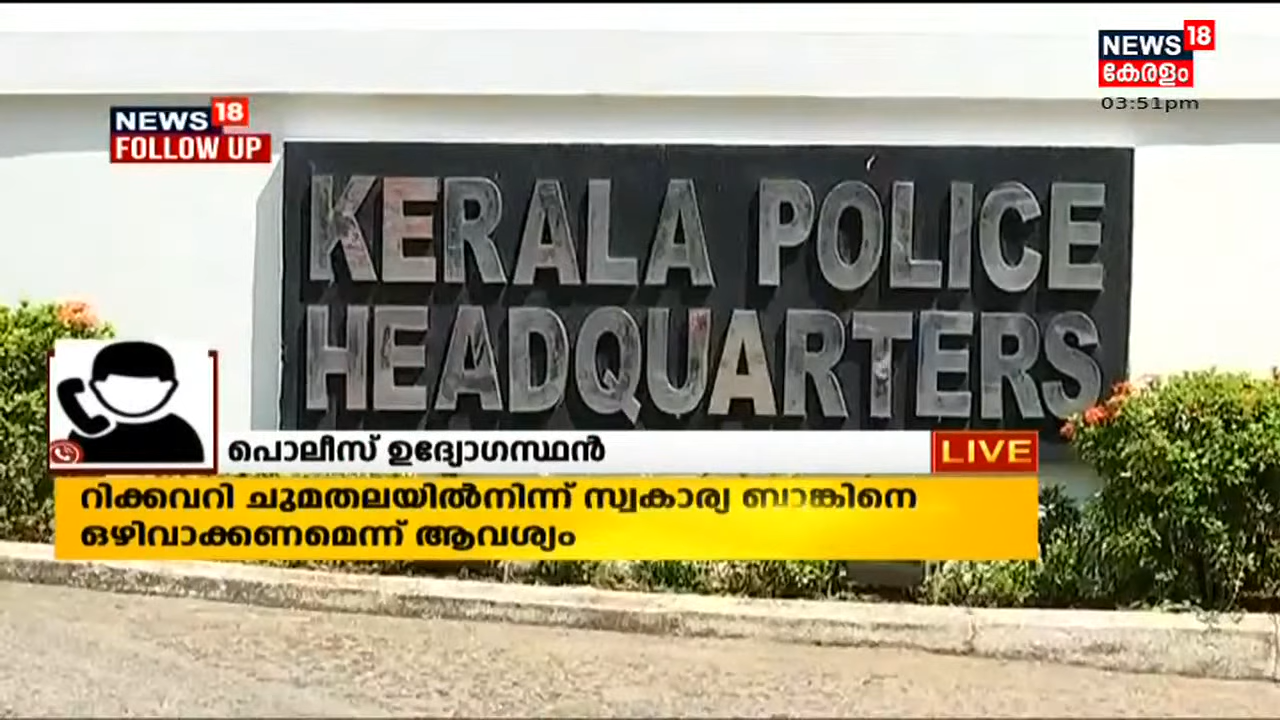 NEWS 18
കേരളം
03:51pm
NEWS 18
FOLLOW UP
KERALA POLICE
HEADQUARTERS
പൊലീസ് ഉദ്യോഗസ്ഥൻ
LIVE
റിക്കവറി ചുമതലയിൽനിന്ന് സ്വകാര്യ ബാങ്കിനെ
ഒഴിവാക്കണമെന്ന് ആവശ്യം